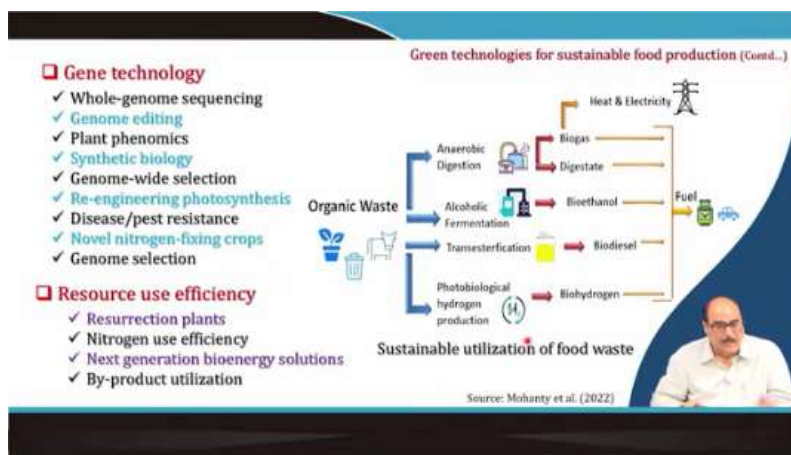 Green technologies for sustainable food production (Contd...)
Gene technology
Whole-genome sequencing
Genome editing
Plant phenomics
Synthetic biology
Genome-wide selection
Re-engineering photosynthesis
Disease/pest resistance
Novel nitrogen-fixing crops
Genome selection
Resource use efficiency
Resurrection plants
Nitrogen use efficiency
Next generation bioenergy solutions
By-product utilization
Organic Waste
Anaerobic
Digestion
Alcoholic
Fermentation
Transesterfication
Photobiological
hydrogen
production
Heat & Electricity
Biogas
Digestate
Bioethanol
Biodiesel
Biohydrogen
Fuel
Sustainable utilization of food waste
Source: Mohanty et al. (2022)